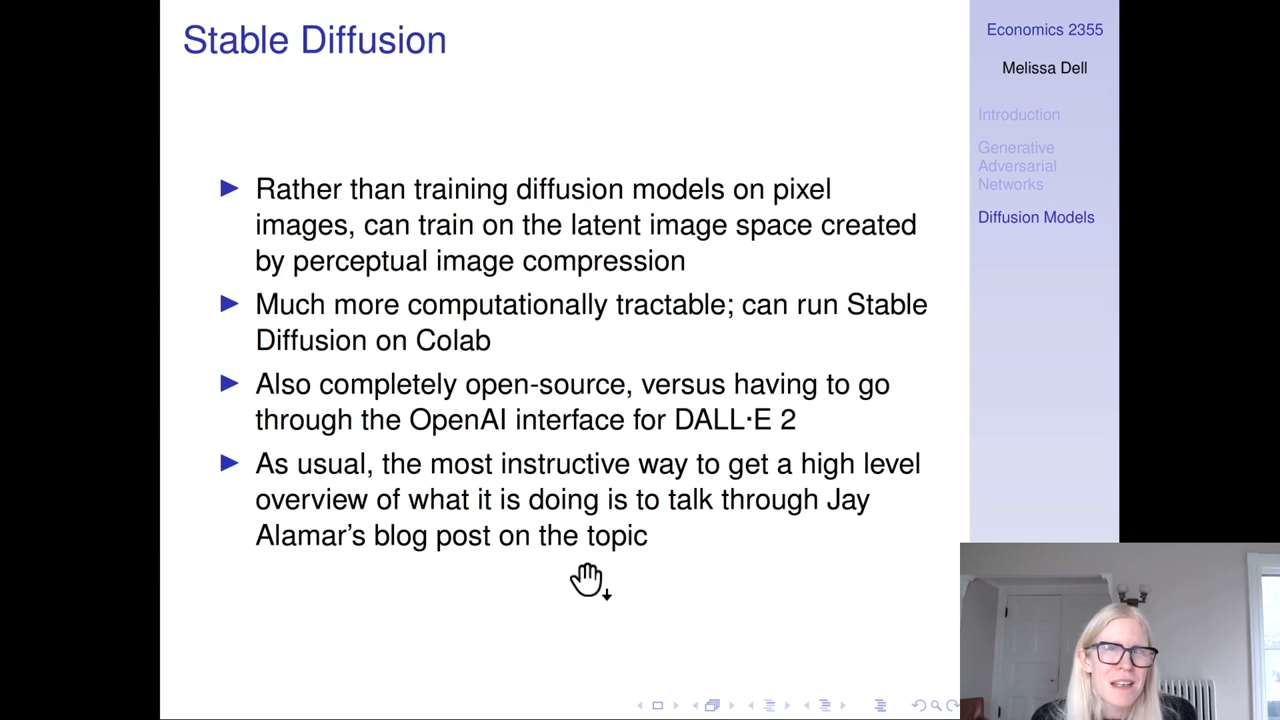 Stable Diffusion
Rather than training diffusion models on pixel
images, can train on the latent image space created
by perceptual image compression
Much more computationally tractable; can run Stable
Diffusion on Colab
Also completely open-source, versus having to go
through the OpenAI interface for DALL·E 2
As usual, the most instructive way to get a high level
overview of what it is doing is to talk through Jay
Alamar's blog post on the topic
Economics 2355
Melissa Dell
Introduction
Generative
Adversarial
Networks
Diffusion Models